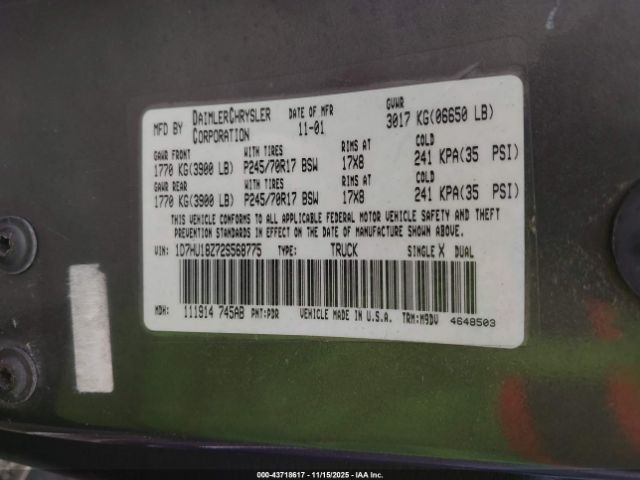 MFD BY DAIMLERCHRYSLER CORPORATION DATE OF MFR 11-01 GVWR 3017 KG(06650 LB)
GAWR FRONT WITH TIRES RIMS AT COLD
1770 KG(3900 LB) P245/70R17 BSW 17X8 241 KPA(35 PSI)
GAWR REAR WITH TIRES RIMS AT COLD
1770 KG(3900 LB) P245/70R17 BSW 17X8 241 KPA(35 PSI)
THIS VEHICLE CONFORMS TO ALL APPLICABLE FEDERAL MOTOR VEHICLE SAFETY AND THEFT
PREVENTION STANDARDS IN EFFECT ON THE DATE OF MANUFACTURE SHOWN ABOVE.
VIN: 1D7HU18Z72S568775 TYPE: TRUCK SINGLE X DUAL
MDH: 111914 745AB PNT:PDR VEHICLE MADE IN U.S.A. TRM:M9DV 4648503
000-43718617 - 11/15/2025 - IAA Inc.